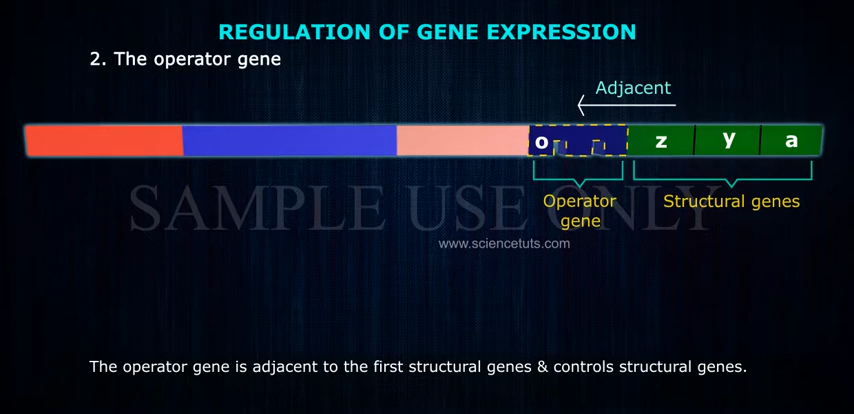 REGULATION OF GENE EXPRESSION
2. The operator gene
Adjacent
o z y a
Operator
gene
Structural genes
SAMPLE USE ONLY
www.sciencetuts.com
The operator gene is adjacent to the first structural genes & controls structural genes.